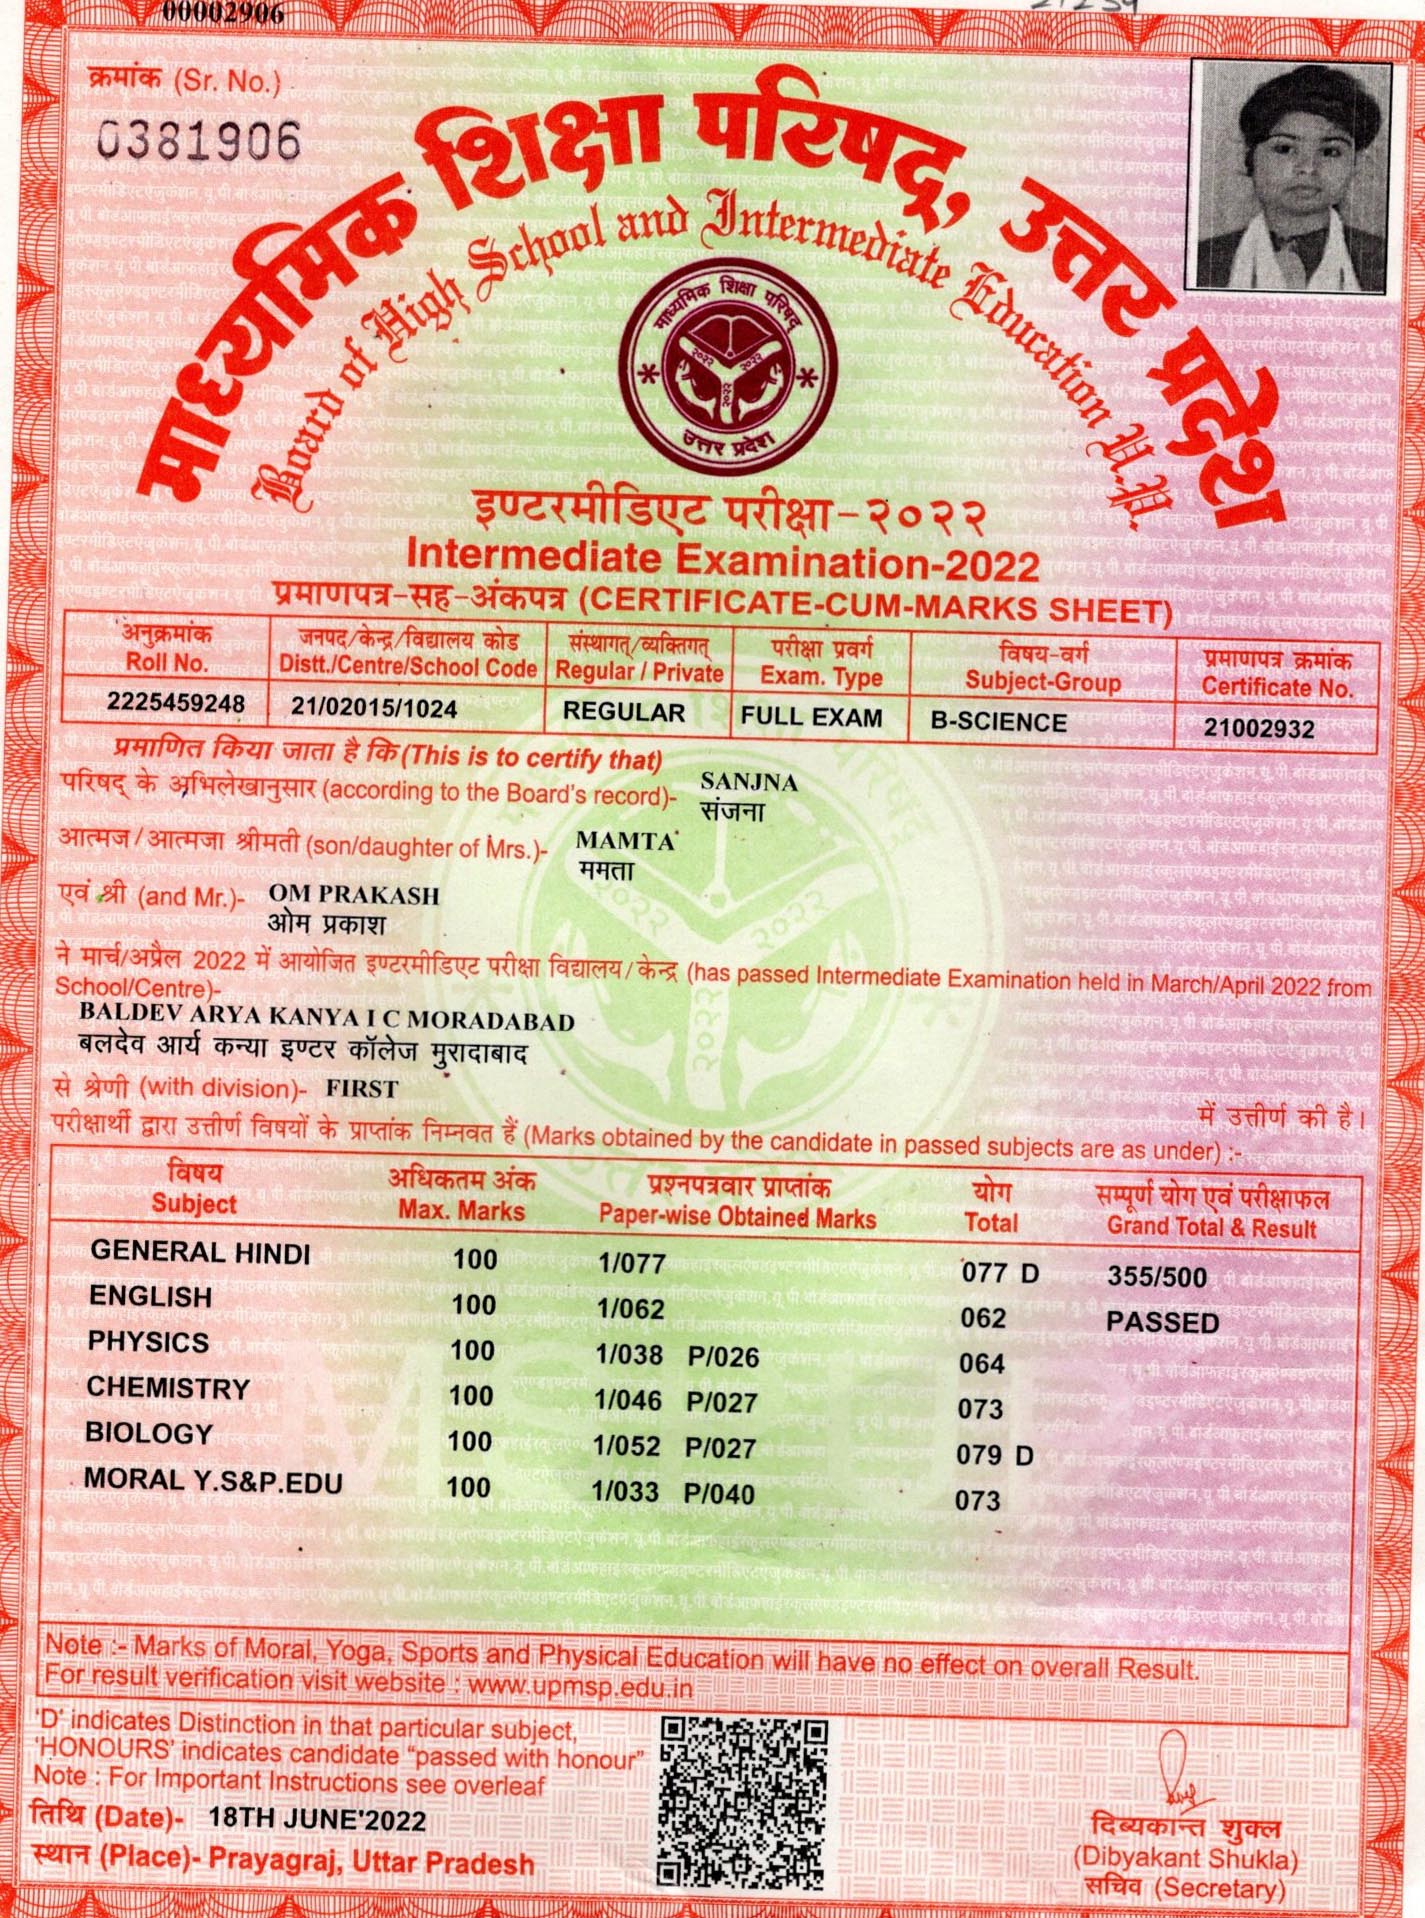 00002906
क्रमांक (Sr. No.)
0381906
माध्यमिक शिक्षा परिषद्, उत्तर प्रदेश
Board of High School and Intermediate Education U.P.
माध्यमिक शिक्षा परिषद्
२०२२ २०२२
२०२२
उत्तर प्रदेश
इण्टरमीडिएट परीक्षा-२०२२
Intermediate Examination-2022
प्रमाणपत्र-सह-अंकपत्र (CERTIFICATE-CUM-MARKS SHEET)
अनुक्रमांक जनपद/केन्द्र/विद्यालय कोड संस्थागत्/व्यक्तिगत् परीक्षा प्रवर्ग विषय-वर्ग प्रमाणपत्र क्रमांक
Roll No. Distt./Centre/School Code Regular / Private Exam. Type Subject-Group Certificate No.
2225459248 21/02015/1024 REGULAR FULL EXAM B-SCIENCE 21002932
प्रमाणित किया जाता है कि (This is to certify that)
परिषद् के अभिलेखानुसार (according to the Board's record)- SANJNA
संजना
आत्मज/आत्मजा श्रीमती (son/daughter of Mrs.)- MAMTA
ममता
एवं श्री (and Mr.)- OM PRAKASH
ओम प्रकाश
ने मार्च/अप्रैल 2022 में आयोजित इण्टरमीडिएट परीक्षा विद्यालय/केन्द्र (has passed Intermediate Examination held in March/April 2022 from
School/Centre)-
BALDEV ARYA KANYA I C MORADABAD
बलदेव आर्य कन्या इण्टर कॉलेज मुरादाबाद
से श्रेणी (with division)- FIRST
में उत्तीर्ण की है।
परीक्षार्थी द्वारा उत्तीर्ण विषयों के प्राप्तांक निम्नवत हैं (Marks obtained by the candidate in passed subjects are as under) :-
विषय अधिकतम अंक प्रश्नपत्रवार प्राप्तांक योग सम्पूर्ण योग एवं परीक्षाफल
Subject Max. Marks Paper-wise Obtained Marks Total Grand Total & Result
GENERAL HINDI 100 1/077 077 D 355/500
ENGLISH 100 1/062 062 PASSED
PHYSICS 100 1/038 P/026 064
CHEMISTRY 100 1/046 P/027 073
BIOLOGY 100 1/052 P/027 079 D
MORAL Y.S&P.EDU 100 1/033 P/040 073
Note :- Marks of Moral, Yoga, Sports and Physical Education will have no effect on overall Result.
For result verification visit website : www.upmsp.edu.in
'D' indicates Distinction in that particular subject,
'HONOURS' indicates candidate "passed with honour"
Note : For Important Instructions see overleaf
तिथि (Date)- 18TH JUNE'2022
स्थान (Place)- Prayagraj, Uttar Pradesh
दिव्यकान्त शुक्ल
(Dibyakant Shukla)
सचिव (Secretary)